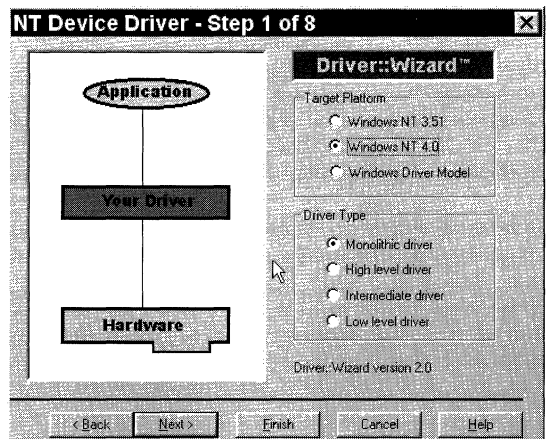 NT Device Driver - Step 1 of 8
Application
Your Driver
Hardware
Driver::Wizard™
Target Platform
Windows NT 3.51
Windows NT 4.0
Windows Driver Model
Driver Type
Monolithic driver
High level driver
Intermediate driver
Low level driver
Driver::Wizard version 2.0
< Back
Next >
Finish
Cancel
Help